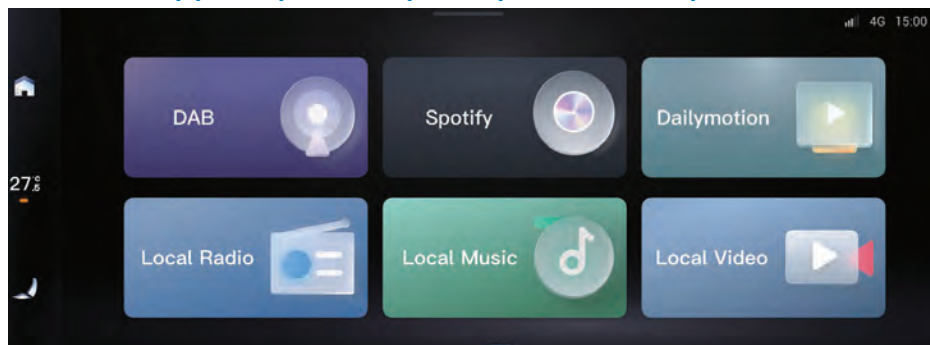 4G 15:00
DAB
Spotify
Dailymotion
27.5°C
Local Radio
Local Music
Local Video